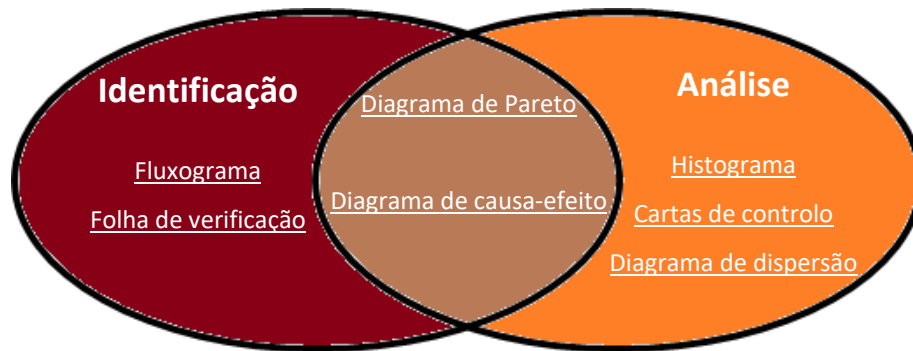 Identificação
Fluxograma
Folha de verificação
Diagrama de Pareto
Diagrama de causa-efeito
Análise
Histograma
Cartas de controlo
Diagrama de dispersão